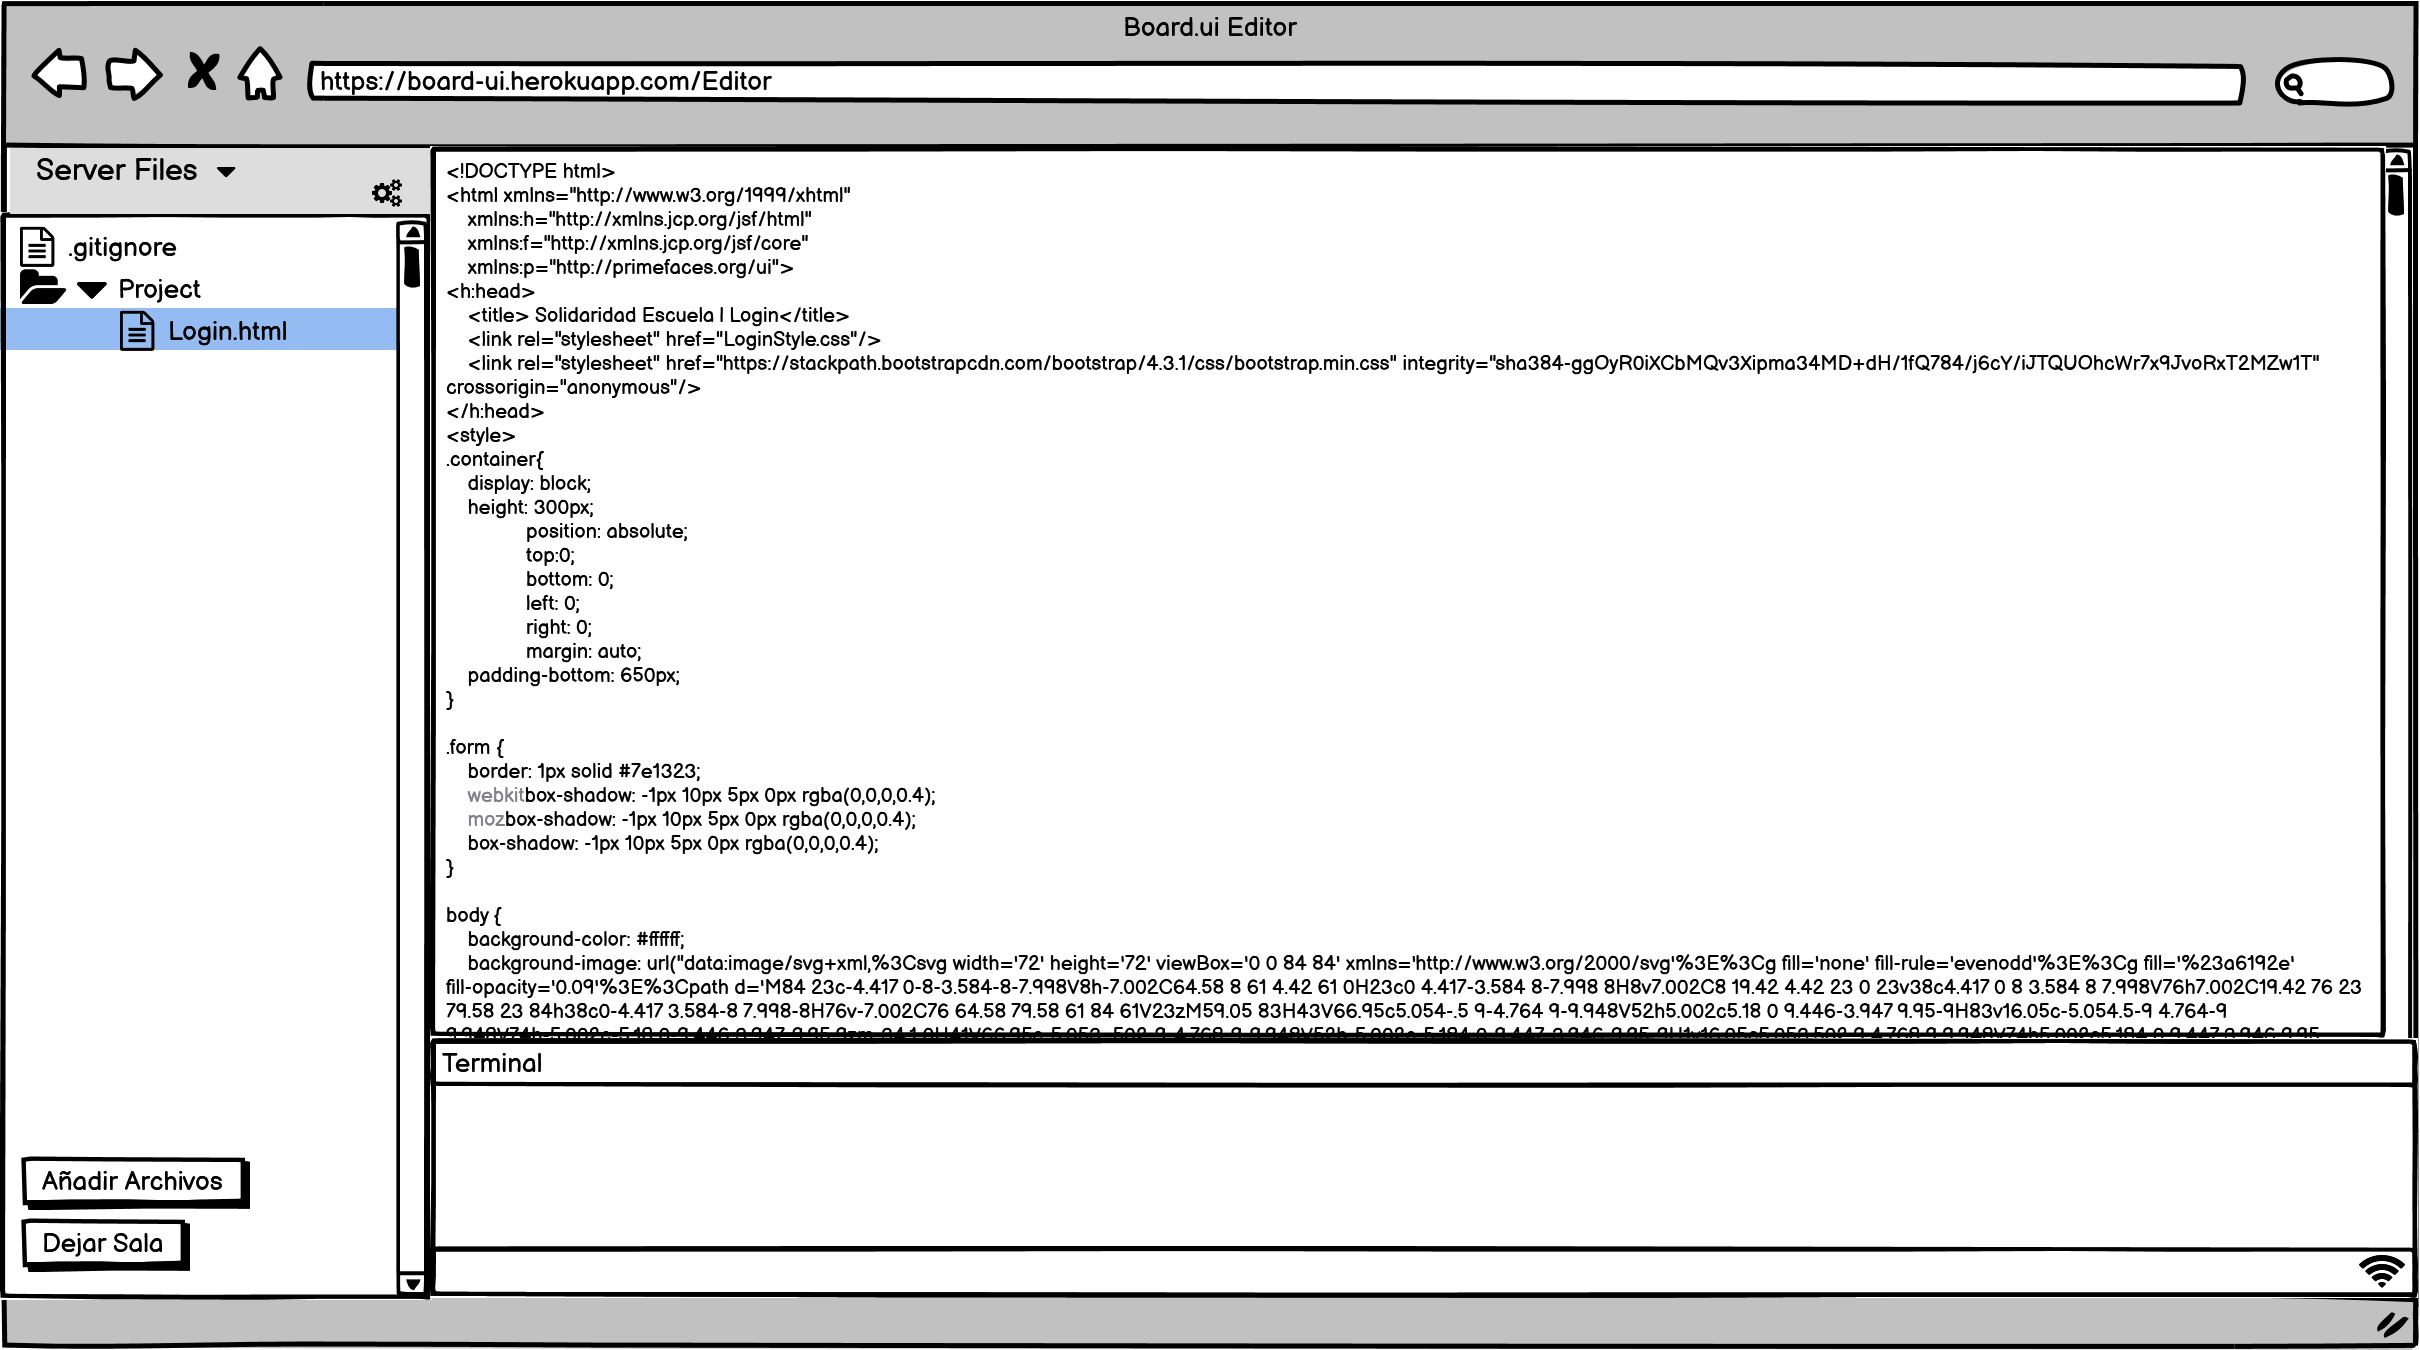 Board.ui Editor
https://board-ui.herokuapp.com/Editor
Server Files
.gitignore
Project
Login.html
Añadir Archivos
Dejar Sala
<!DOCTYPE html>
<html xmlns="http://www.w3.org/1999/xhtml"
xmlns:h="http://xmlns.jcp.org/jsf/html"
xmlns:f="http://xmlns.jcp.org/jsf/core"
xmlns:p="http://primefaces.org/ui">
<h:head>
<title> Solidaridad Escuela | Login</title>
<link rel="stylesheet" href="LoginStyle.css"/>
<link rel="stylesheet" href="https://stackpath.bootstrapcdn.com/bootstrap/4.3.1/css/bootstrap.min.css" integrity="sha384-ggOyR0iXCbMQv3Xipma34MD+dH/1fQ784/j6cY/iJTQUOhcWr7x9JvoRxT2MZw1T"
crossorigin="anonymous"/>
</h:head>
<style>
.container{
display: block;
height: 300px;
position: absolute;
top:0;
bottom: 0;
left: 0;
right: 0;
margin: auto;
padding-bottom: 650px;
}
.form {
border: 1px solid #7e1323;
webkitbox-shadow: -1px 10px 5px 0px rgba(0,0,0,0.4);
mozbox-shadow: -1px 10px 5px 0px rgba(0,0,0,0.4);
box-shadow: -1px 10px 5px 0px rgba(0,0,0,0.4);
}
body {
background-color: #ffffff;
background-image: url("data:image/svg+xml,%3Csvg width='72' height='72' viewBox='0 0 84 84' xmlns='http://www.w3.org/2000/svg'%3E%3Cg fill='none' fill-rule='evenodd'%3E%3Cg fill='%23a6192e'
fill-opacity='0.09'%3E%3Cpath d='M84 23c-4.417 0-8-3.584-8-7.998V8h-7.002C64.58 8 61 4.42 61 0H23c0 4.417-3.584 8-7.998 8H8v7.002C8 19.42 4.42 23 0 23v38c4.417 0 8 3.584 8 7.998V76h7.002C19.42 76 23
79.58 23 84h38c0-4.417 3.584-8 7.998-8H76v-7.002C76 64.58 79.58 61 84 61V23zM59.05 83H43V66.95c5.054-.5 9-4.764 9-9.948V52h5.002c5.18 0 9.446-3.947 9.95-9H83v16.05c-5.054.5-9 4.764-9
Terminal